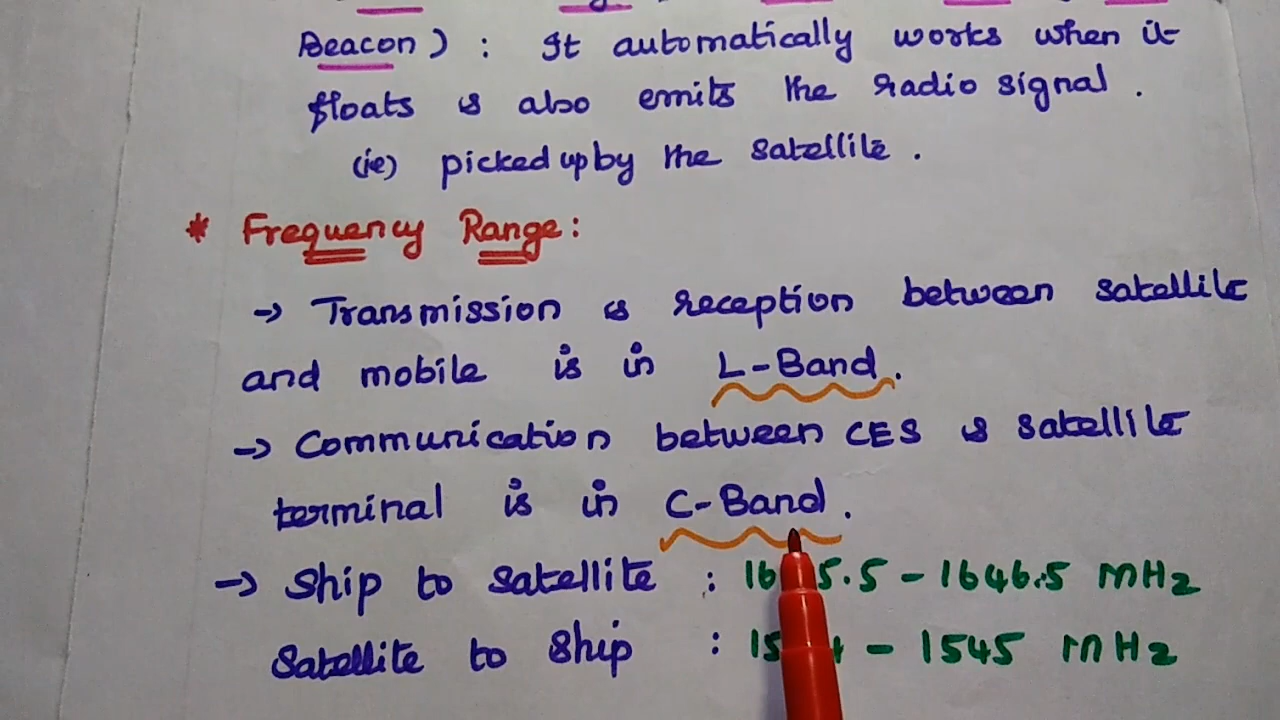 Beacon) : It automatically works when it
floats & also emits the radio signal.
(ie) picked up by the satellite.
* Frequency Range:
→ Transmission & reception between satellite
and mobile is in L-Band.
→ Communication between CES & satellite
terminal is in C-Band.
→ Ship to satellite : 5.5 - 1646.5 MHz
Satellite to ship : - 1545 MHz